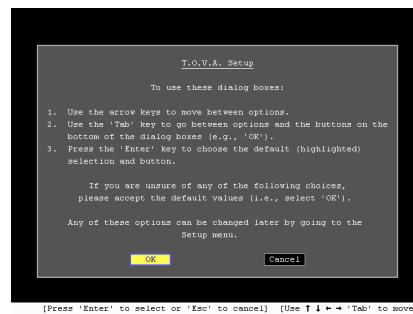 T.O.V.A. Setup
To use these dialog boxes:
1. Use the arrow keys to move between options.
2. Use the 'Tab' key to go between options and the buttons on the
bottom of the dialog boxes (e.g., 'OK').
3. Press the 'Enter' key to choose the default (highlighted)
selection and button.
If you are unsure of any of the following choices,
please accept the default values (i.e., select 'OK').
Any of these options can be changed later by going to the
Setup menu.
OK Cancel
[Press 'Enter' to select or 'Esc' to cancel] [Use ↑ ↓ ← → 'Tab' to move